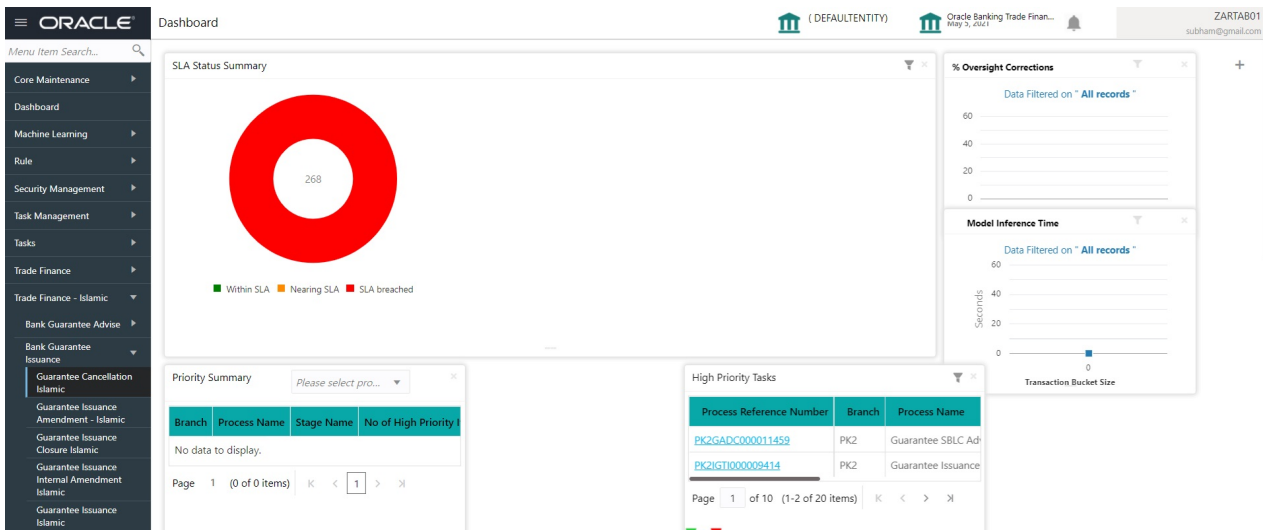 ORACLE
Dashboard
( DEFAULTENTITY)
Oracle Banking Trade Finan...
May 5, 2021
ZARTAB01
subham@gmail.com
Menu Item Search...
Core Maintenance
Dashboard
Machine Learning
Rule
Security Management
Task Management
Tasks
Trade Finance
Trade Finance - Islamic
Bank Guarantee Advise
Bank Guarantee
Issuance
Guarantee Cancellation
Islamic
Guarantee Issuance
Amendment - Islamic
Guarantee Issuance
Closure Islamic
Guarantee Issuance
Internal Amendment
Islamic
Guarantee Issuance
Islamic
SLA Status Summary
268
Within SLA Nearing SLA SLA breached
% Oversight Corrections
Data Filtered on " All records "
60
40
20
0
Model Inference Time
Data Filtered on " All records "
60
40
20
0
Seconds
0
Transaction Bucket Size
Priority Summary
Please select pro...
Branch Process Name Stage Name No of High Priority
No data to display.
Page 1 (0 of 0 items) 1
High Priority Tasks
Process Reference Number Branch Process Name
PK2GADC000011459 PK2 Guarantee SBLC Adv
PK2IGTI000009414 PK2 Guarantee Issuance
Page 1 of 10 (1-2 of 20 items)